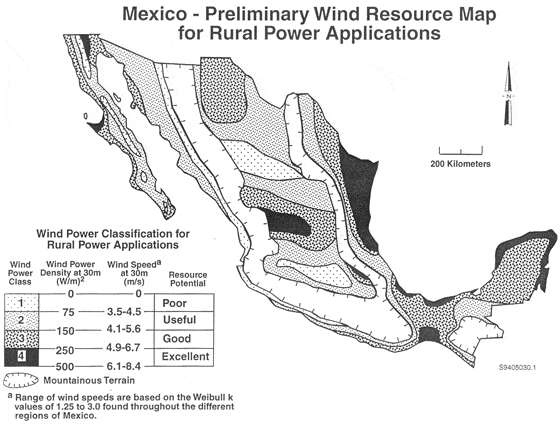 Mexico - Preliminary Wind Resource Map
for Rural Power Applications
N
200 Kilometers
Wind Power Classification for
Rural Power Applications
Wind Power Class
Wind Power Density at 30m (W/m)2
Wind Speeda at 30m (m/s)
Resource Potential
0 0
1 Poor
75 3.5-4.5
2 Useful
150 4.1-5.6
3 Good
250 4.9-6.7
4 Excellent
500 6.1-8.4
Mountainous Terrain
a Range of wind speeds are based on the Weibull k
values of 1.25 to 3.0 found throughout the different
regions of Mexico.
S9405030.1